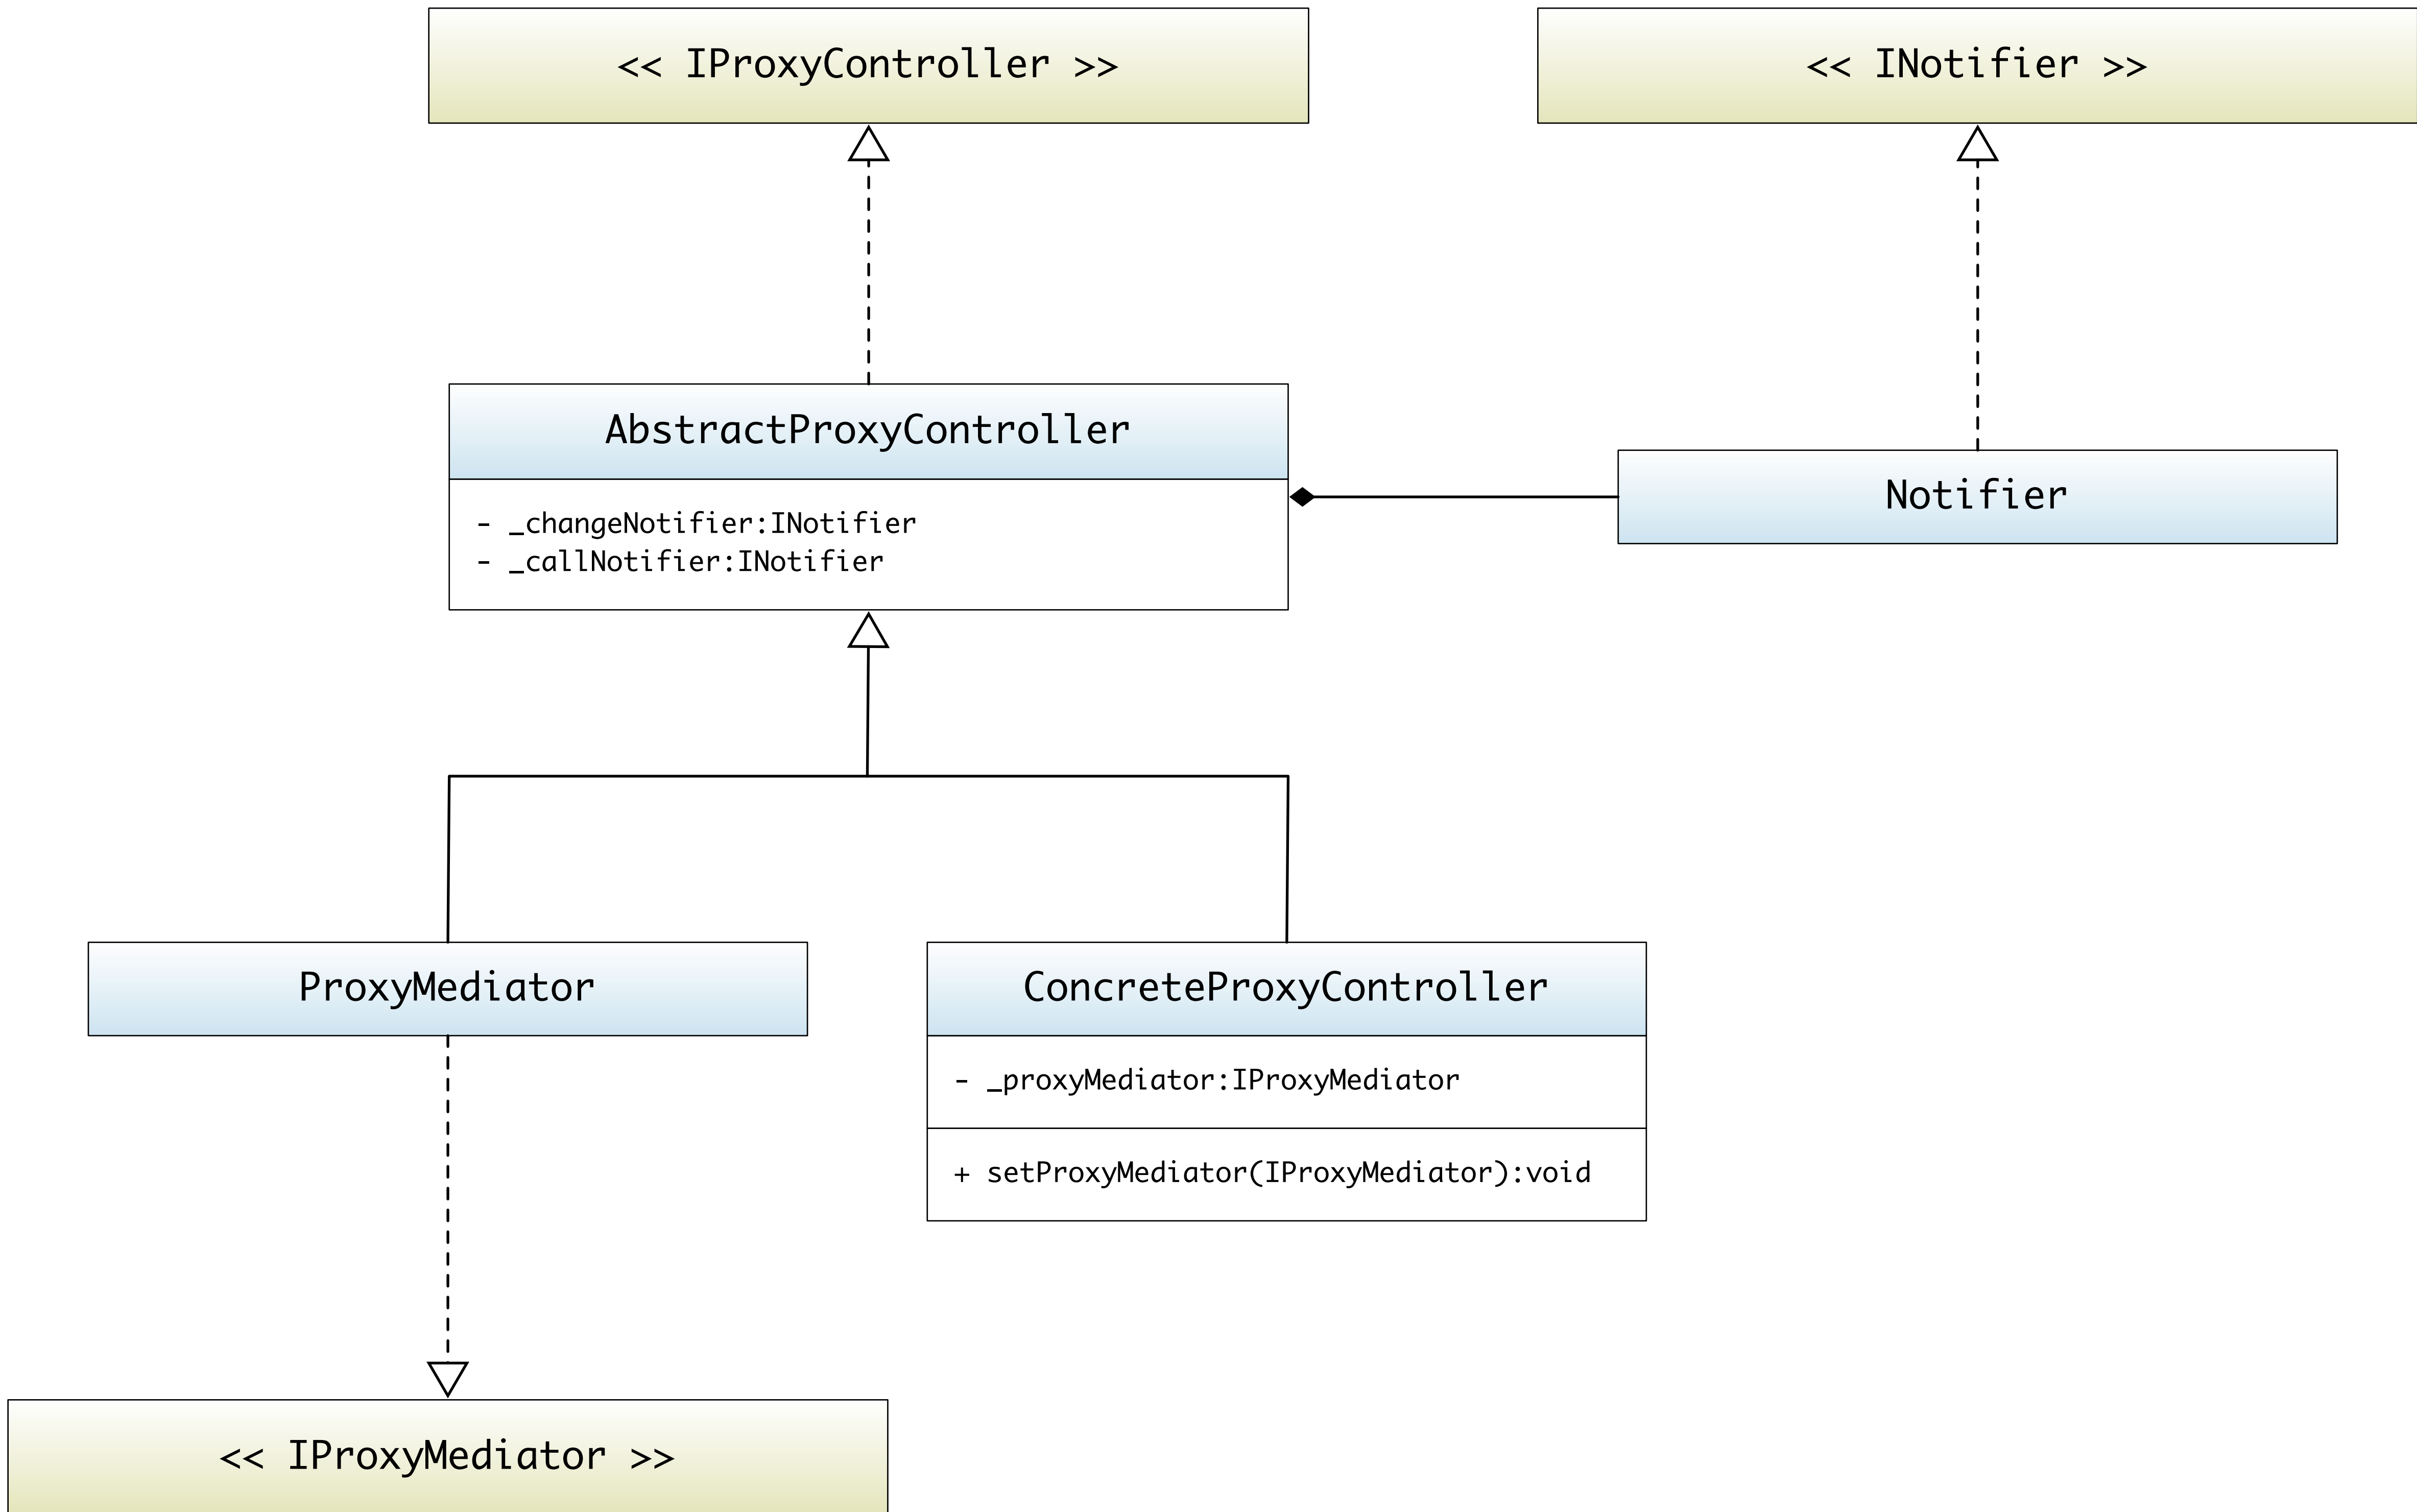 << IProxyController >>
<< INotifier >>
AbstractProxyController
- _changeNotifier:INotifier
- _callNotifier:INotifier
Notifier
ProxyMediator
ConcreteProxyController
- _proxyMediator:IProxyMediator
+ setProxyMediator(IProxyMediator):void
<< IProxyMediator >>